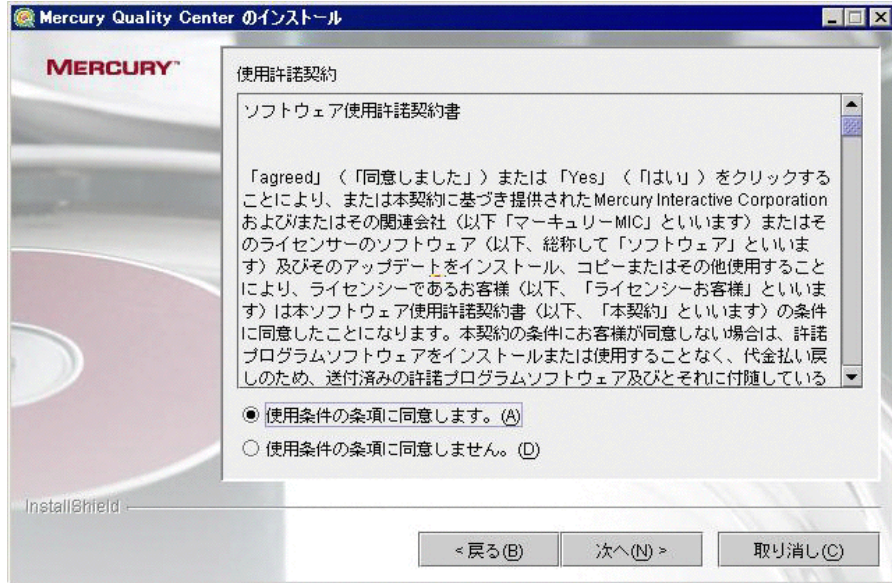 Mercury Quality Center のインストール
MERCURY™
使用許諾契約
ソフトウェア使用許諾契約書
「agreed」（「同意しました」）または「Yes」（「はい」）をクリックする
ことにより、または本契約に基づき提供されたMercury Interactive Corporation
および/またはその関連会社（以下「マーキュリーMIC」といいます）またはそ
のライセンサーのソフトウェア（以下、総称して「ソフトウェア」といいま
す）及びそのアップデートをインストール、コピーまたはその他使用すること
により、ライセンシーであるお客様（以下、「ライセンシーお客様」といいま
す）は本ソフトウェア使用許諾契約書（以下、「本契約」といいます）の条件
に同意したことになります。本契約の条件にお客様が同意しない場合は、許諾
プログラムソフトウェアをインストールまたは使用することなく、代金払い戻
しのため、送付済みの許諾プログラムソフトウェア及びとそれに付随している
使用条件の条項に同意します。(A)
使用条件の条項に同意しません。(D)
InstallShield
<戻る(B)
次へ(N) >
取り消し(C)